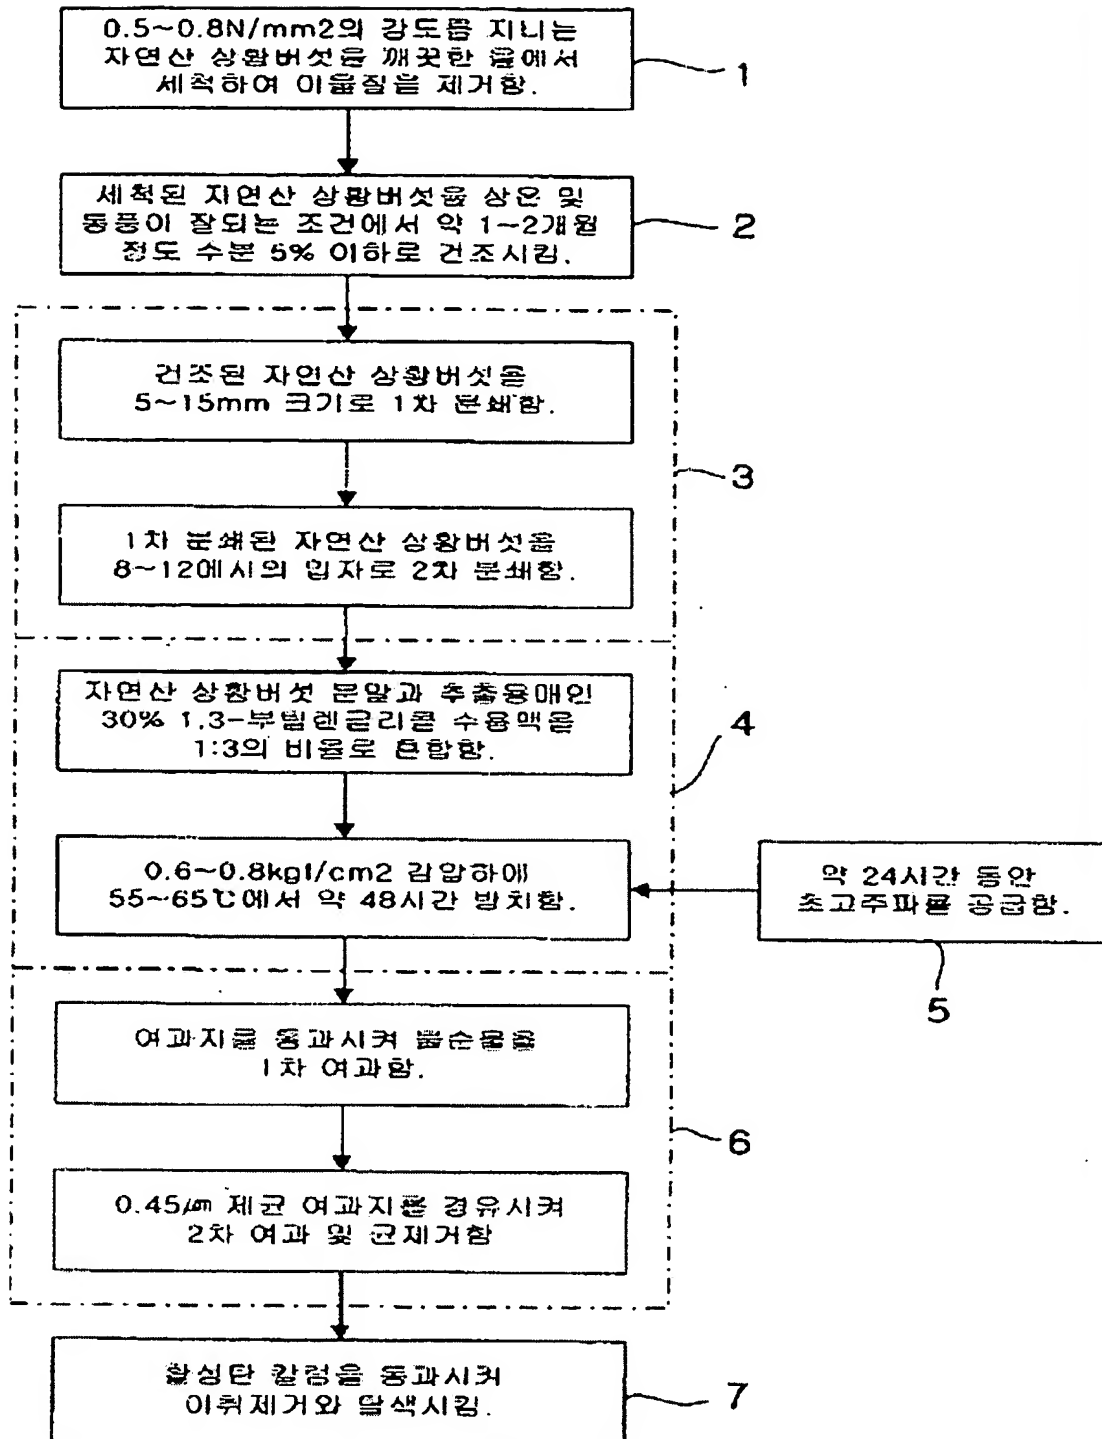 0.5~0.8N/mm2의 강도를 지니는
자연산 상황버섯을 깨끗한 물에서
세척하여 이물질을 제거함.
1
세척된 자연산 상황버섯을 상온 및
통풍이 잘되는 조건에서 약 1~2개월
정도 수분 5% 이하로 건조시킴.
2
건조된 자연산 상황버섯을
5~15mm 크기로 1차 분쇄함.
3
1차 분쇄된 자연산 상황버섯을
8~12메시의 입자로 2차 분쇄함.
자연산 상황버섯 분말과 추출용매인
30% 1,3-부틸렌글리콜 수용액을
1:3의 비율로 혼합함.
4
0.6~0.8kgf/cm2 감압하에
55~65℃에서 약 48시간 방치함.
약 24시간 동안
초고주파를 공급함.
5
여과지를 통과시켜 불순물을
1차 여과함.
6
0.45㎛ 제균 여과지를 경유시켜
2차 여과 및 균제거함
활성탄 칼럼을 통과시켜
이취제거와 탈색시킴.
7